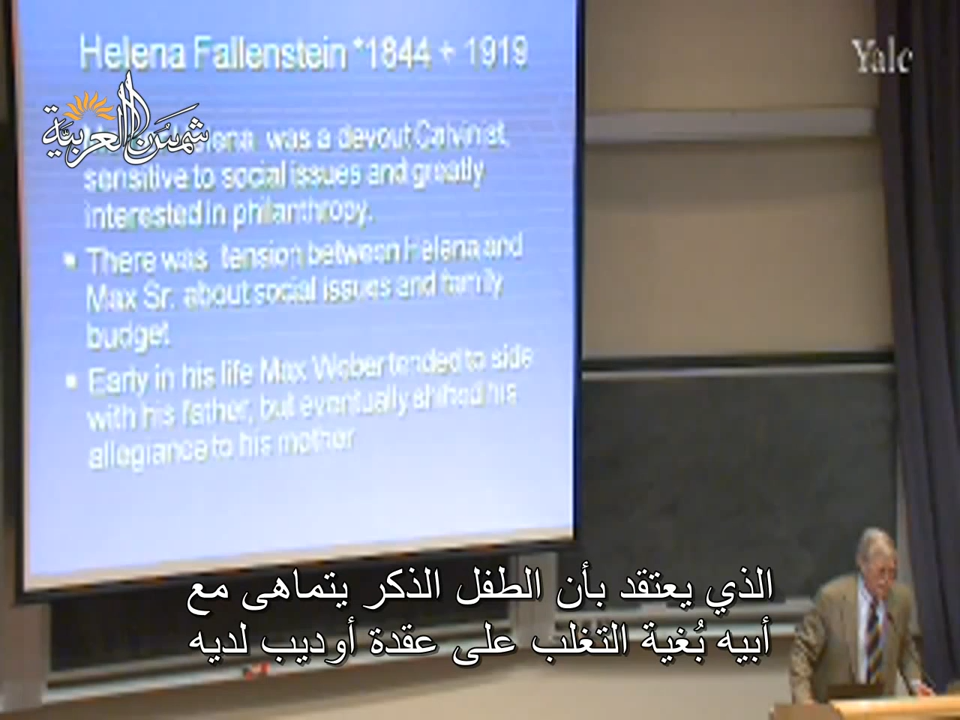 Helena Fallenstein *1844 + 1919
Yale
شمس العربية
was a devout Calvinist,
sensitive to social issues and greatly
interested in philanthropy.
There was tension between Helena and
Max Sr. about social issues and family
budget
Early in his life Max Weber tended to side
with his father, but eventually shifted his
allegiance to his mother
الذي يعتقد بأن الطفل الذكر يتماهى مع
أبيه بُغية التغلب على عقدة أوديب لديه